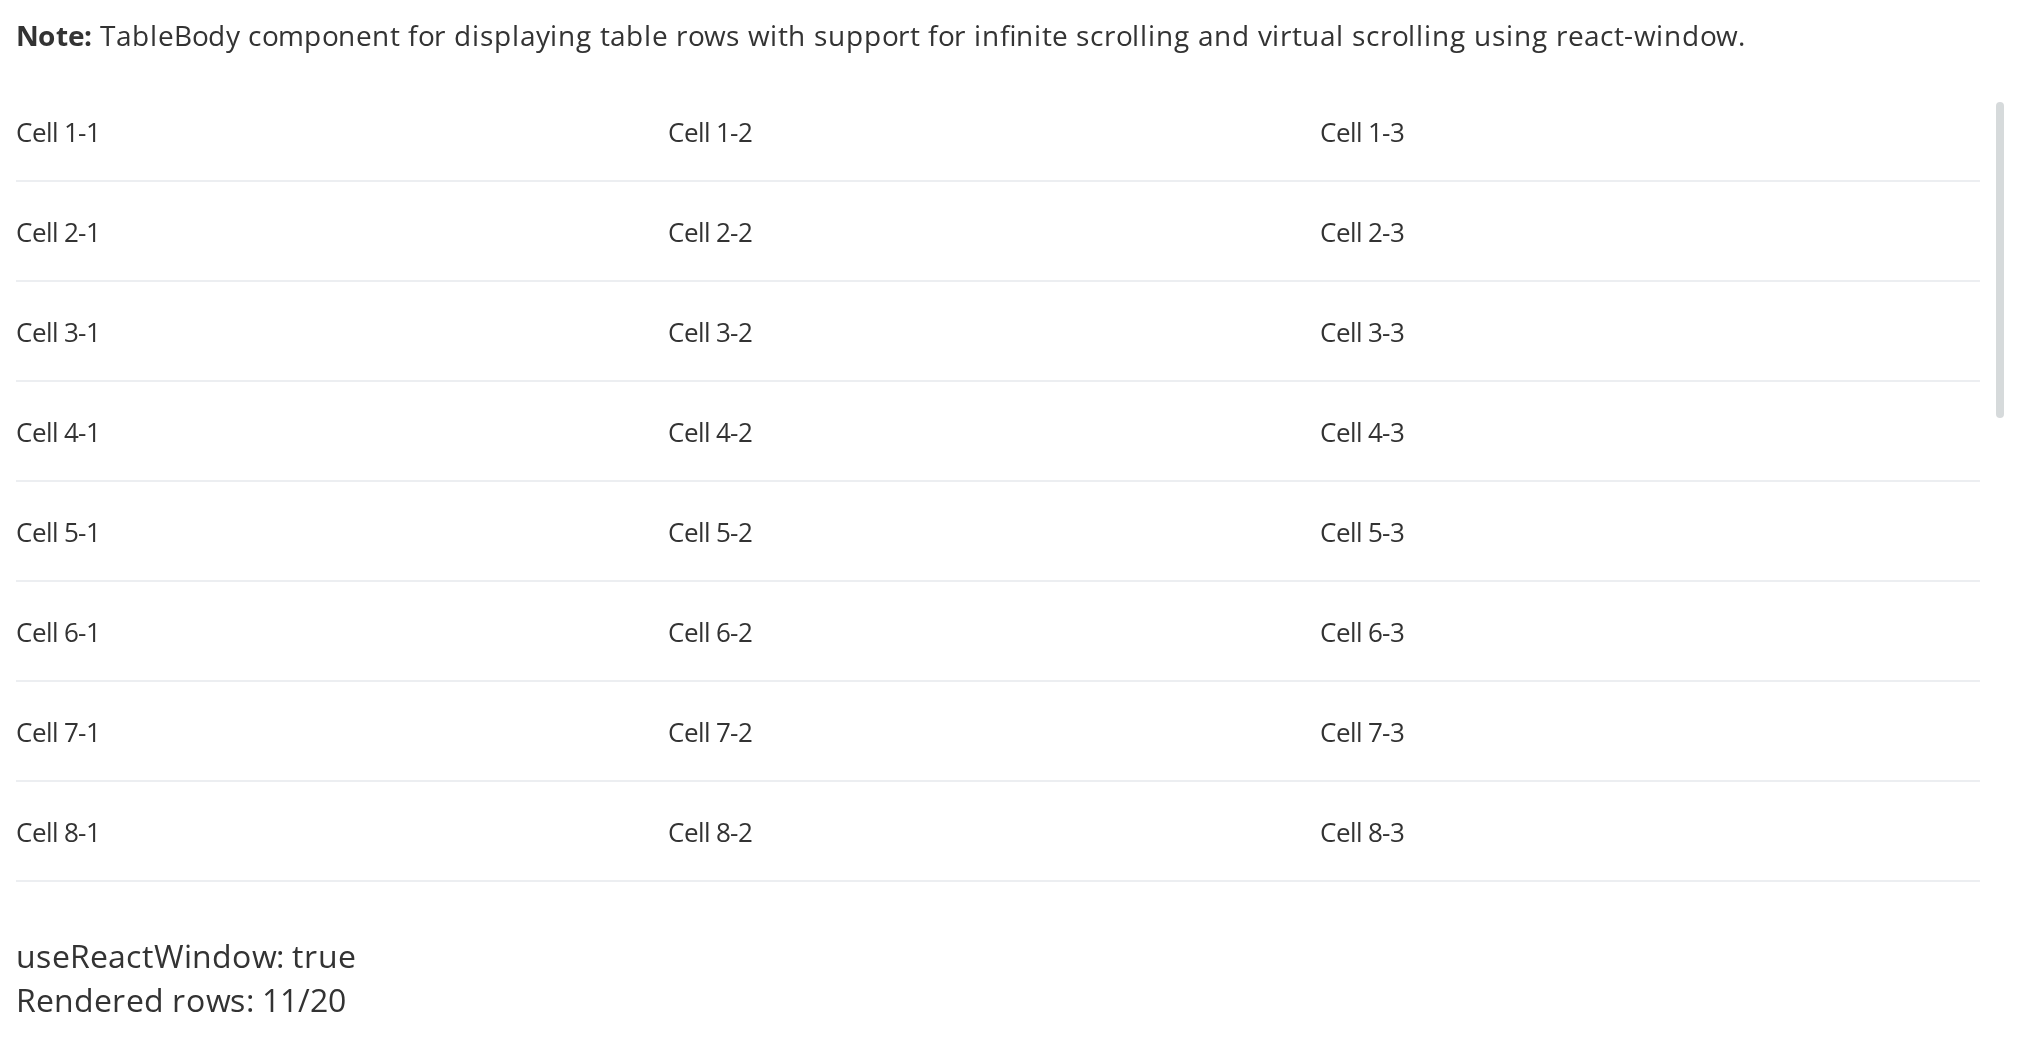 Note: TableBody component for displaying table rows with support for infinite scrolling and virtual scrolling using react-window.
Cell 1-1 Cell 1-2 Cell 1-3
Cell 2-1 Cell 2-2 Cell 2-3
Cell 3-1 Cell 3-2 Cell 3-3
Cell 4-1 Cell 4-2 Cell 4-3
Cell 5-1 Cell 5-2 Cell 5-3
Cell 6-1 Cell 6-2 Cell 6-3
Cell 7-1 Cell 7-2 Cell 7-3
Cell 8-1 Cell 8-2 Cell 8-3
useReactWindow: true
Rendered rows: 11/20